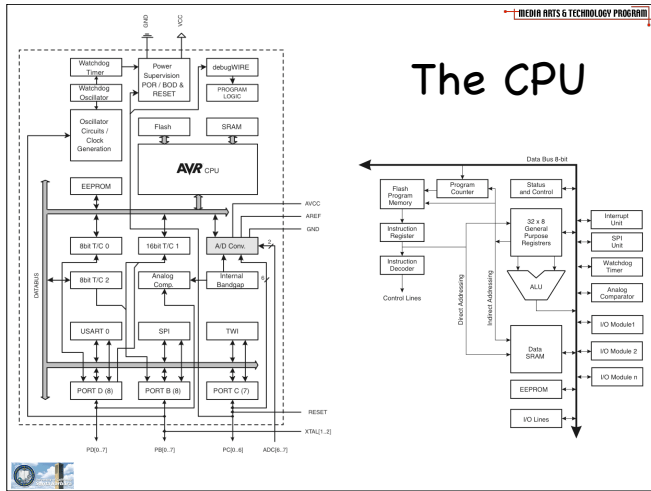 MEDIA ARTS & TECHNOLOGY PROGRAM
The CPU
GND
VCC
Watchdog
Timer
Watchdog
Oscillator
Oscillator
Circuits /
Clock
Generation
Power
Supervision
POR / BOD &
RESET
debugWIRE
PROGRAM
LOGIC
Flash
SRAM
AVR CPU
EEPROM
AVCC
AREF
GND
8bit T/C 0
16bit T/C 1
A/D Conv.
2
DATABUS
8bit T/C 2
Analog
Comp.
Internal
Bandgap
6
USART 0
SPI
TWI
PORT D (8)
PORT B (8)
PORT C (7)
RESET
XTAL[1..2]
PD[0..7]
PB[0..7]
PC[0..6]
ADC[6..7]
Data Bus 8-bit
Flash
Program
Memory
Program
Counter
Status
and Control
Instruction
Register
32 x 8
General
Purpose
Registrers
Instruction
Decoder
Control Lines
Direct Addressing
Indirect Addressing
ALU
Data
SRAM
EEPROM
I/O Lines
Interrupt
Unit
SPI
Unit
Watchdog
Timer
Analog
Comparator
I/O Module1
I/O Module 2
I/O Module n